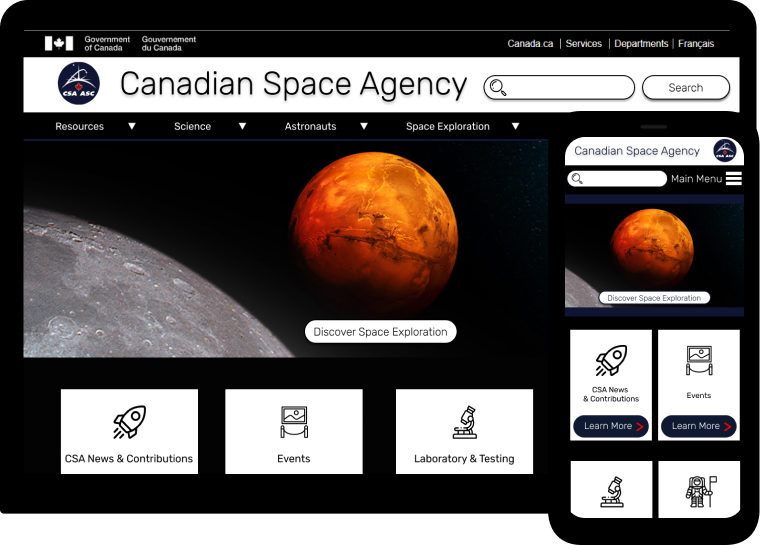 Government of Canada
Gouvernement du Canada
Canada.ca | Services | Departments | Français
CSA ASC
Canadian Space Agency
Search
Resources ▼ Science ▼ Astronauts ▼ Space Exploration ▼
Discover Space Exploration
CSA News & Contributions
Events
Laboratory & Testing
Canadian Space Agency
CSA ASC
Main Menu
Discover Space Exploration
CSA News
& Contributions
Events
Learn More >
Learn More >